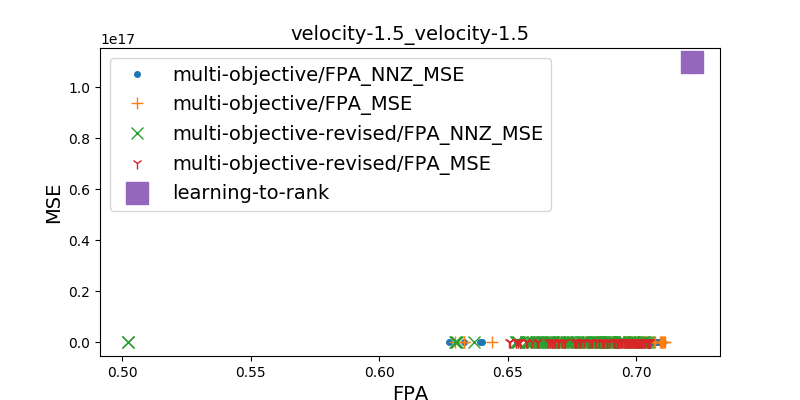 velocity-1.5_velocity-1.5
1e17
multi-objective/FPA_NNZ_MSE
multi-objective/FPA_MSE
multi-objective-revised/FPA_NNZ_MSE
multi-objective-revised/FPA_MSE
learning-to-rank
MSE
1.0
0.8
0.6
0.4
0.2
0.0
0.50 0.55 0.60 0.65 0.70
FPA